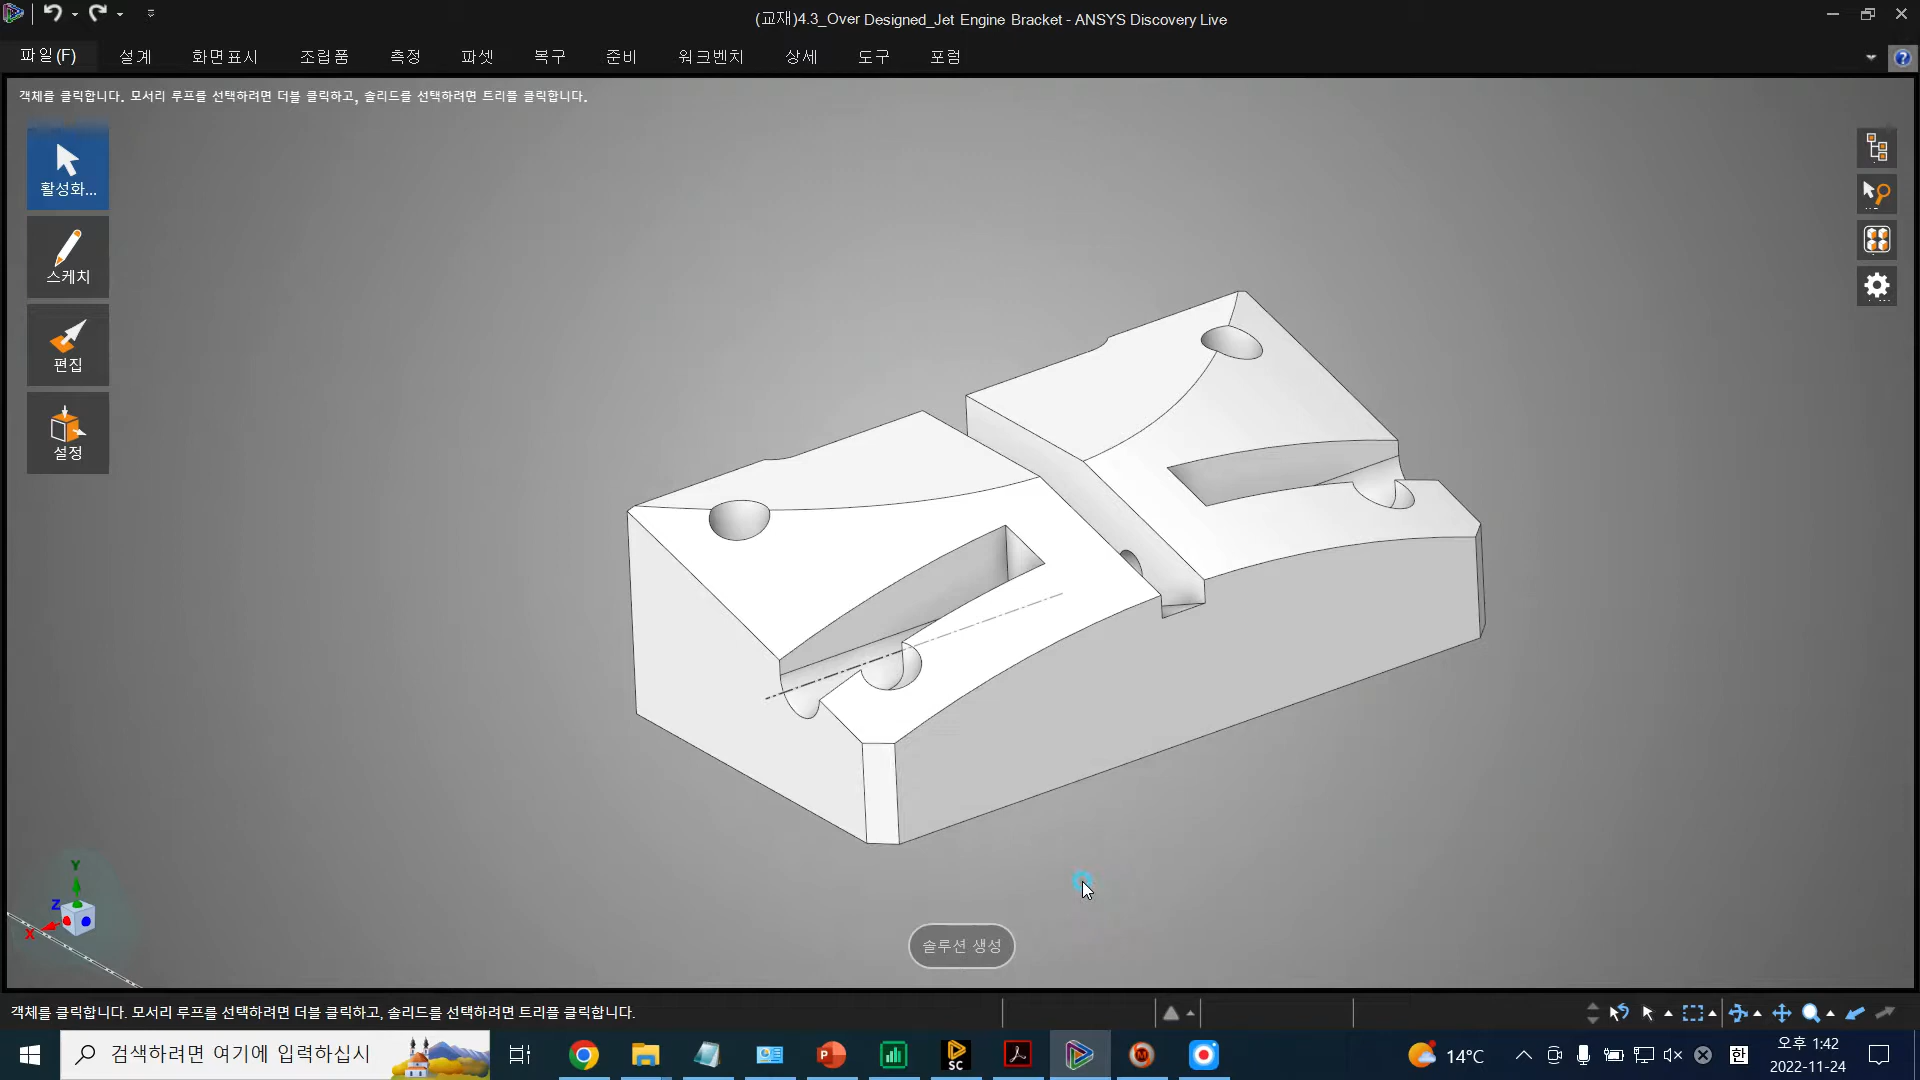 (교재)4.3_Over Designed_Jet Engine Bracket - ANSYS Discovery Live
파일(F) 설계 화면표시 조립품 측정 파셋 복구 준비 워크벤치 상세 도구 포럼
객체를 클릭합니다. 모서리 루프를 선택하려면 더블 클릭하고, 솔리드를 선택하려면 트리플 클릭합니다.
활성화...
스케치
편집
설정
Y
Z
X
솔루션 생성
객체를 클릭합니다. 모서리 루프를 선택하려면 더블 클릭하고, 솔리드를 선택하려면 트리플 클릭합니다.
검색하려면 여기에 입력하십시
P
SC
M
14°C
한
오후 1:42
2022-11-24